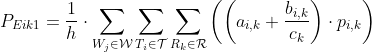 P_{Eik1} = \frac{1}{h} \cdot \sum_{W_j \in \mathcal{W}} \sum_{T_i \in \mathcal{T}} \sum_{R_k \in \mathcal{R}} \left( \left( a_{i,k} + \frac{b_{i,k}}{c_k} \right) \cdot p_{i,k} \right)